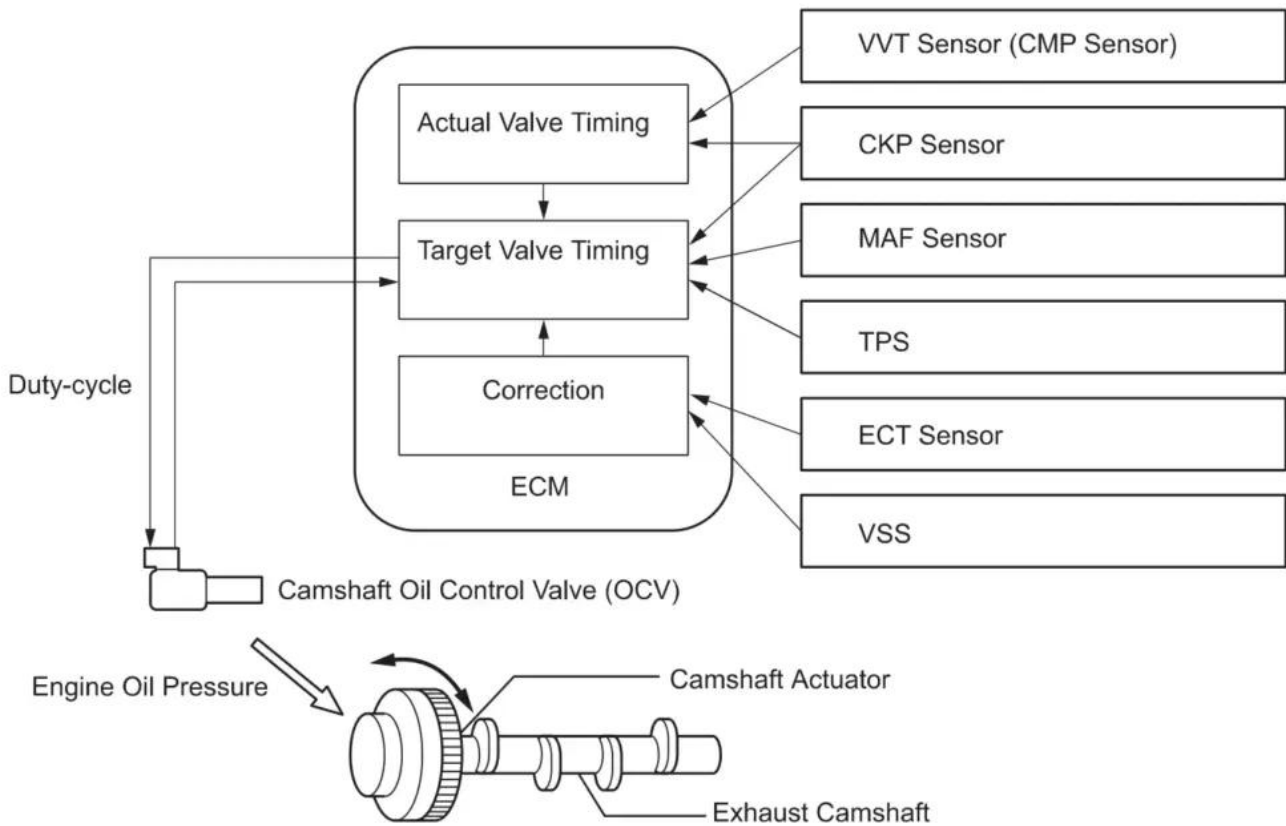 VVT Sensor (CMP Sensor)
Actual Valve Timing
CKP Sensor
Target Valve Timing
MAF Sensor
TPS
Duty-cycle
Correction
ECT Sensor
ECM
VSS
Camshaft Oil Control Valve (OCV)
Engine Oil Pressure
Camshaft Actuator
Exhaust Camshaft